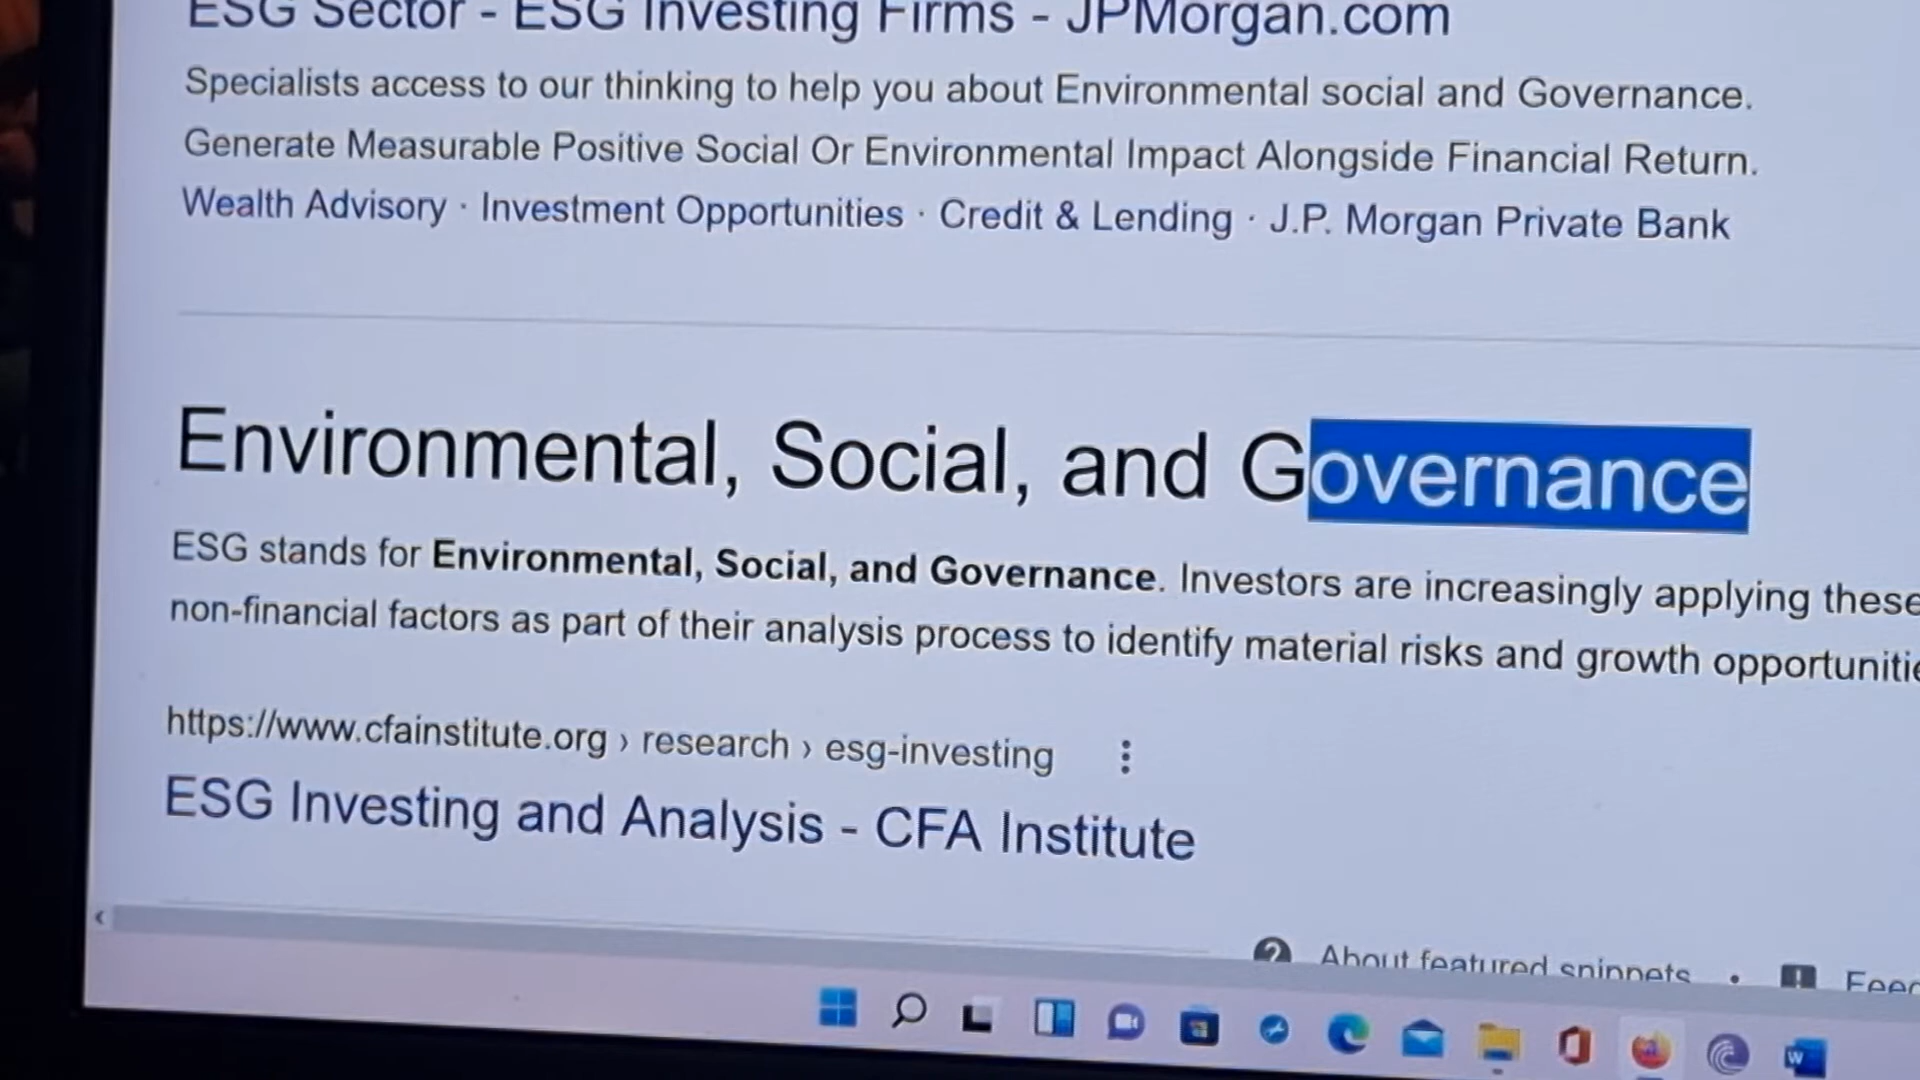 ESG Sector - ESG Investing Firms - JPMorgan.com
Specialists access to our thinking to help you about Environmental social and Governance.
Generate Measurable Positive Social Or Environmental Impact Alongside Financial Return.
Wealth Advisory · Investment Opportunities · Credit & Lending · J.P. Morgan Private Bank
Environmental, Social, and Governance
ESG stands for Environmental, Social, and Governance. Investors are increasingly applying these
non-financial factors as part of their analysis process to identify material risks and growth opportunitie
https://www.cfainstitute.org › research › esg-investing
ESG Investing and Analysis - CFA Institute
About featured snippets • Feed